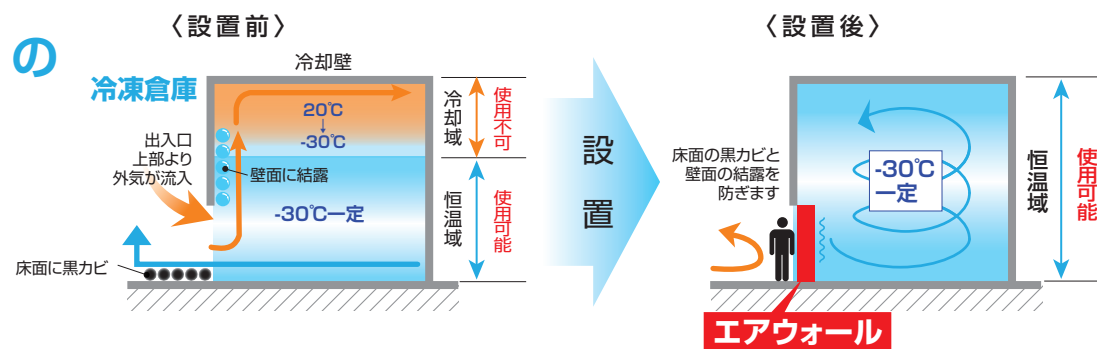 の
〈設置前〉
冷却壁
冷凍倉庫
20℃
-30℃
冷却域
使用不可
出入口
上部より
外気が流入
壁面に結露
-30℃一定
恒温域
使用可能
床面に黒カビ
設置
〈設置後〉
床面の黒カビと
壁面の結露を
防ぎます
-30℃
一定
恒温域
使用可能
エアウォール